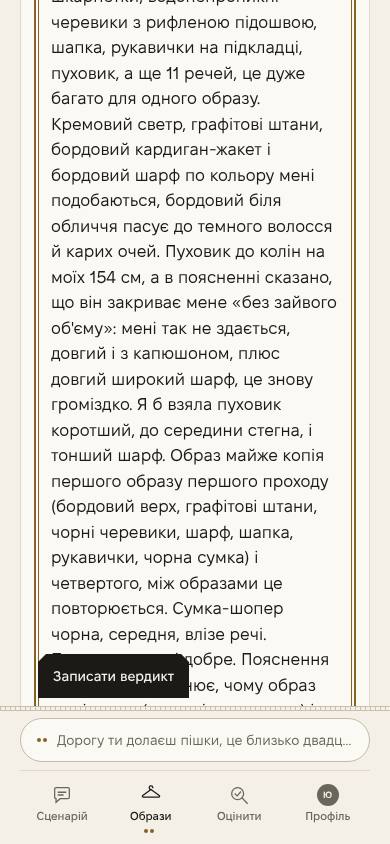 шкарпетки, водонепроникні
черевики з рифленою підошвою,
шапка, рукавички на підкладці,
пуховик, а ще 11 речей, це дуже
багато для одного образу.
Кремовий светр, графітові штани,
бордовий кардиган-жакет і
бордовий шарф по кольору мені
подобаються, бордовий біля
обличчя пасує до темного волосся
й карих очей. Пуховик до колін на
моїх 154 см, а в поясненні сказано,
що він закриває мене «без зайвого
об'єму»: мені так не здається,
довгий і з капюшоном, плюс
довгий широкий шарф, це знову
громіздко. Я б взяла пуховик
коротший, до середини стегна, і
тонший шарф. Образ майже копія
першого образу першого проходу
(бордовий верх, графітові штани,
чорні черевики, шарф, шапка,
рукавички, чорна сумка) і
четвертого, між образами це
повторюється. Сумка-шопер
чорна, середня, влізе речі.
добре. Пояснення
чому образ
Записати вердикт
Дорогу ти долаєш пішки, це близько двадц...
Сценарій
Образи
Оцінити
Ю
Профіль